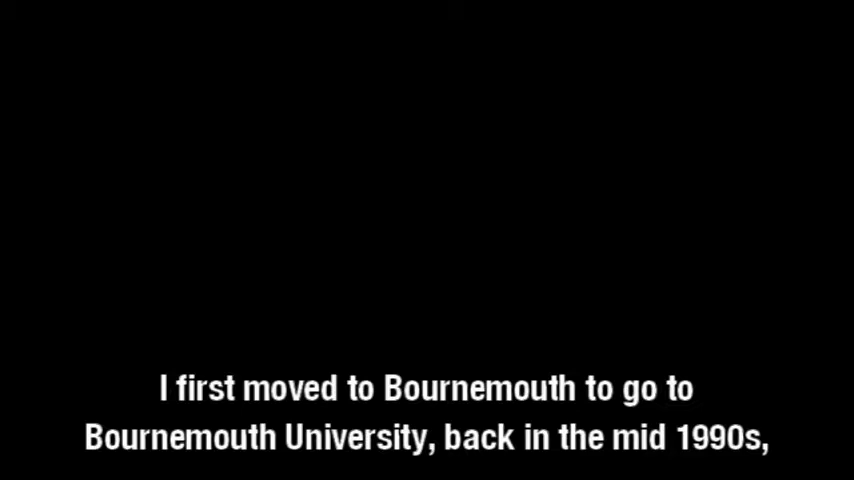 I first moved to Bournemouth to go to
Bournemouth University, back in the mid 1990s,